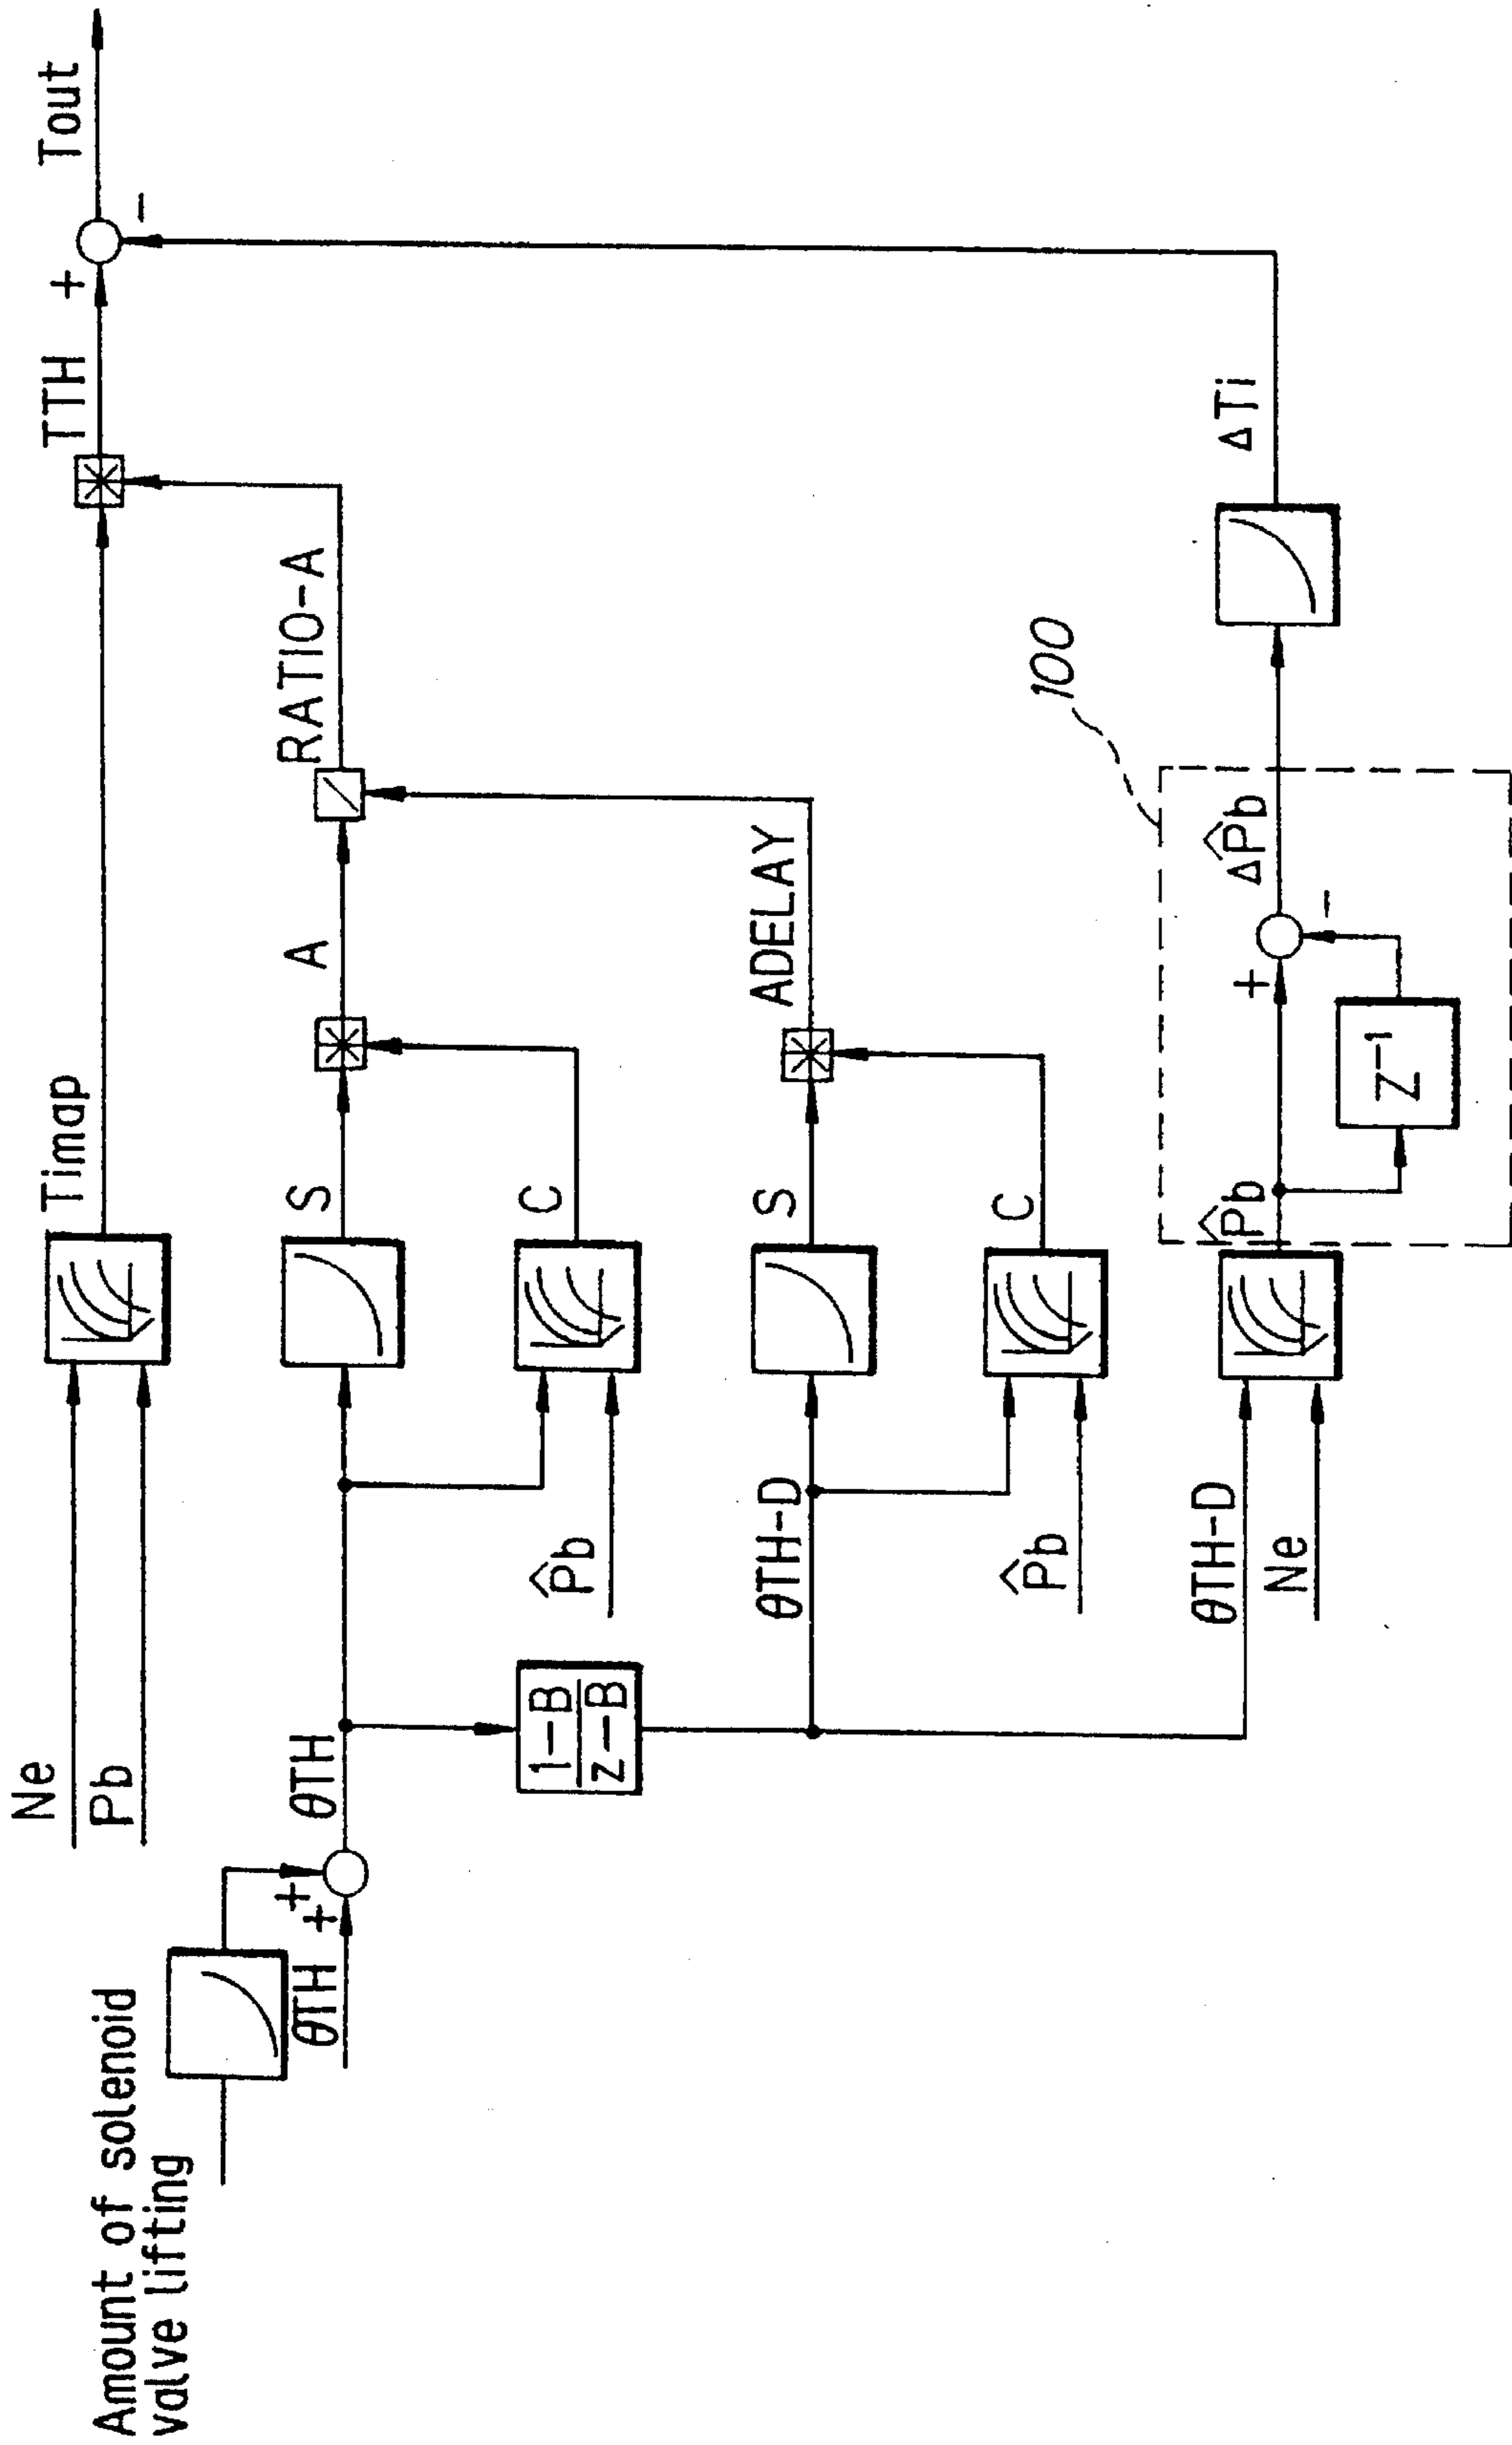 Amount of solenoid
valve lifting
Ne
Pb
Timap
TTH
+
-
Tout
θTH
+
+
θTH
S
A
RATIO-A
P̂b
C
1-B
z-B
θTH-D
S
ADELAY
P̂b
C
θTH-D
Ne
P̂b
+
-
ΔP̂b
Z-1
100
ΔTi